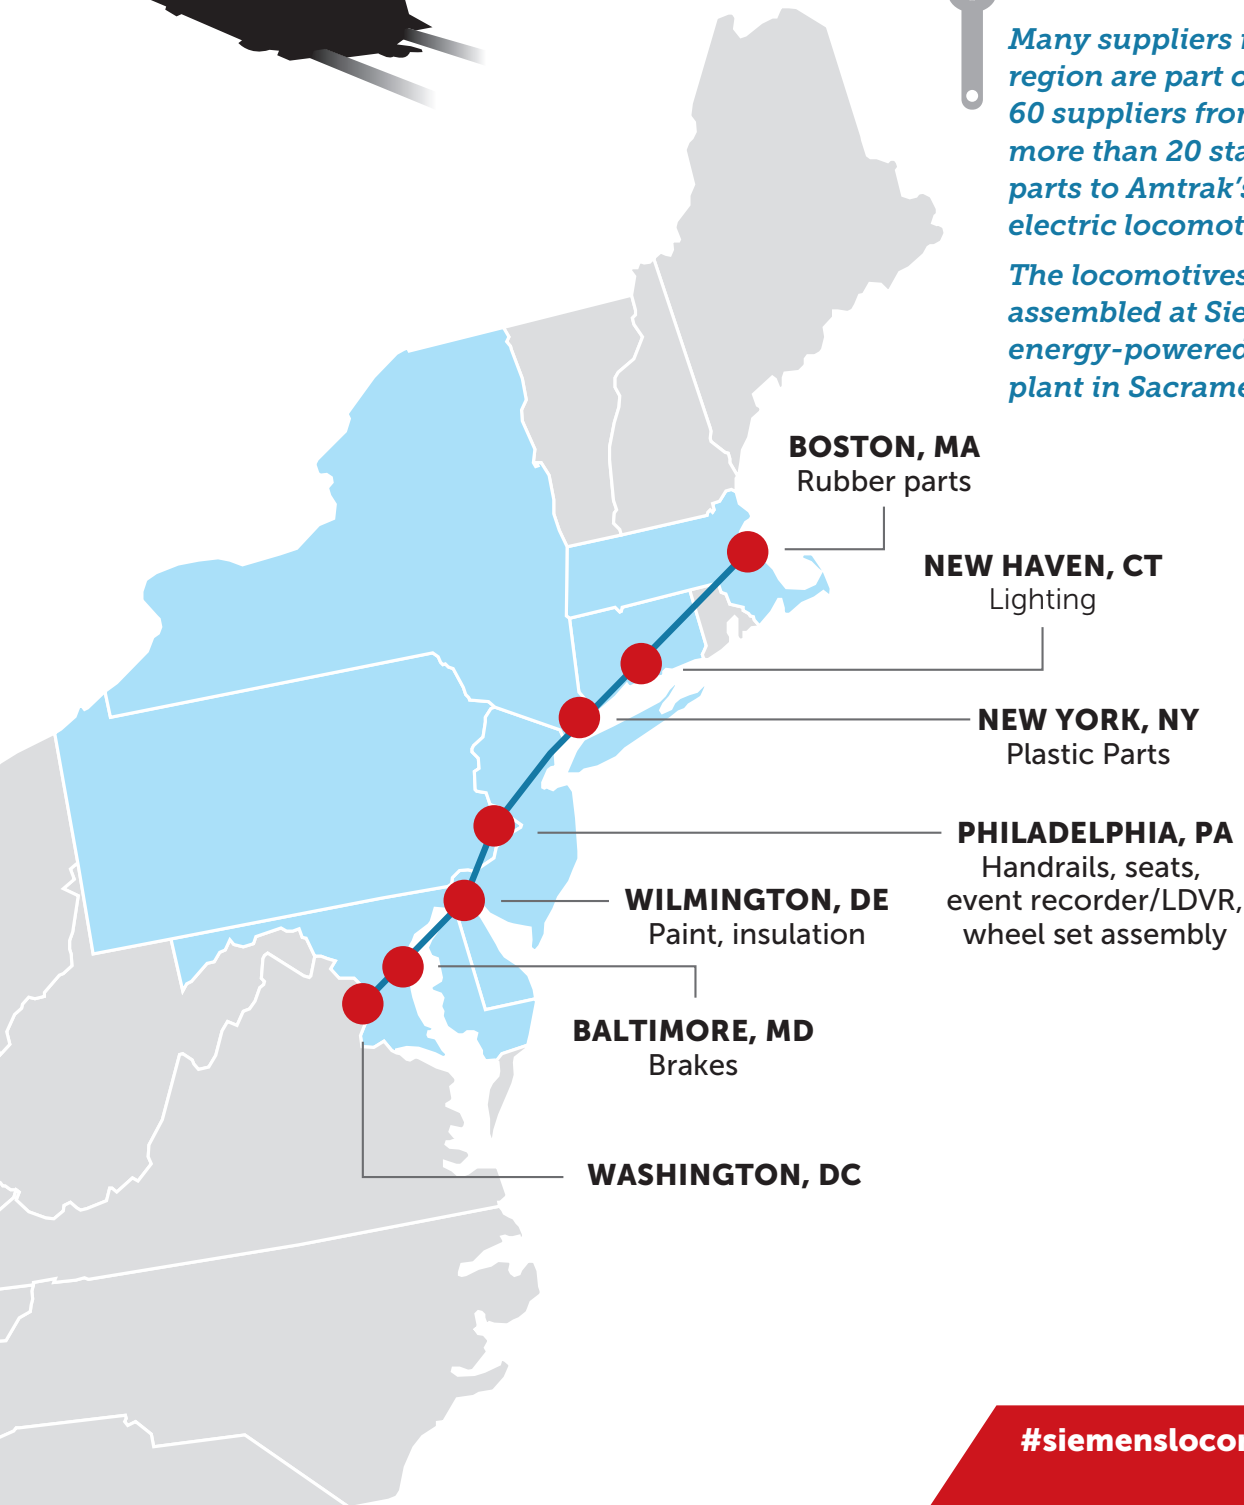 Many suppliers
region are part
60 suppliers
more than 20
parts to Amtrak's
electric
The locomotives
assembled at
energy-powered
plant in
BOSTON, MA
Rubber parts
NEW HAVEN, CT
Lighting
NEW YORK, NY
Plastic Parts
PHILADELPHIA, PA
Handrails, seats,
event recorder/LDVR,
wheel set assembly
WILMINGTON, DE
Paint, insulation
BALTIMORE, MD
Brakes
WASHINGTON, DC